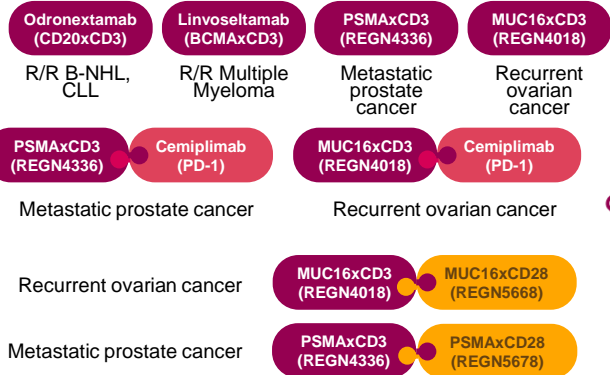 Odronextamab
(CD20xCD3)
Linvoseltamab
(BCMAxCD3)
PSMAxCD3
(REGN4336)
MUC16xCD3
(REGN4018)
R/R B-NHL,
CLL
R/R Multiple
Myeloma
Metastatic
prostate
cancer
Recurrent
ovarian
cancer
PSMAxCD3
(REGN4336)
Cemiplimab
(PD-1)
MUC16xCD3
(REGN4018)
Cemiplimab
(PD-1)
Metastatic prostate cancer
Recurrent ovarian cancer
Recurrent ovarian cancer
MUC16xCD3
(REGN4018)
MUC16xCD28
(REGN5668)
Metastatic prostate cancer
PSMAxCD3
(REGN4336)
PSMAxCD28
(REGN5678)